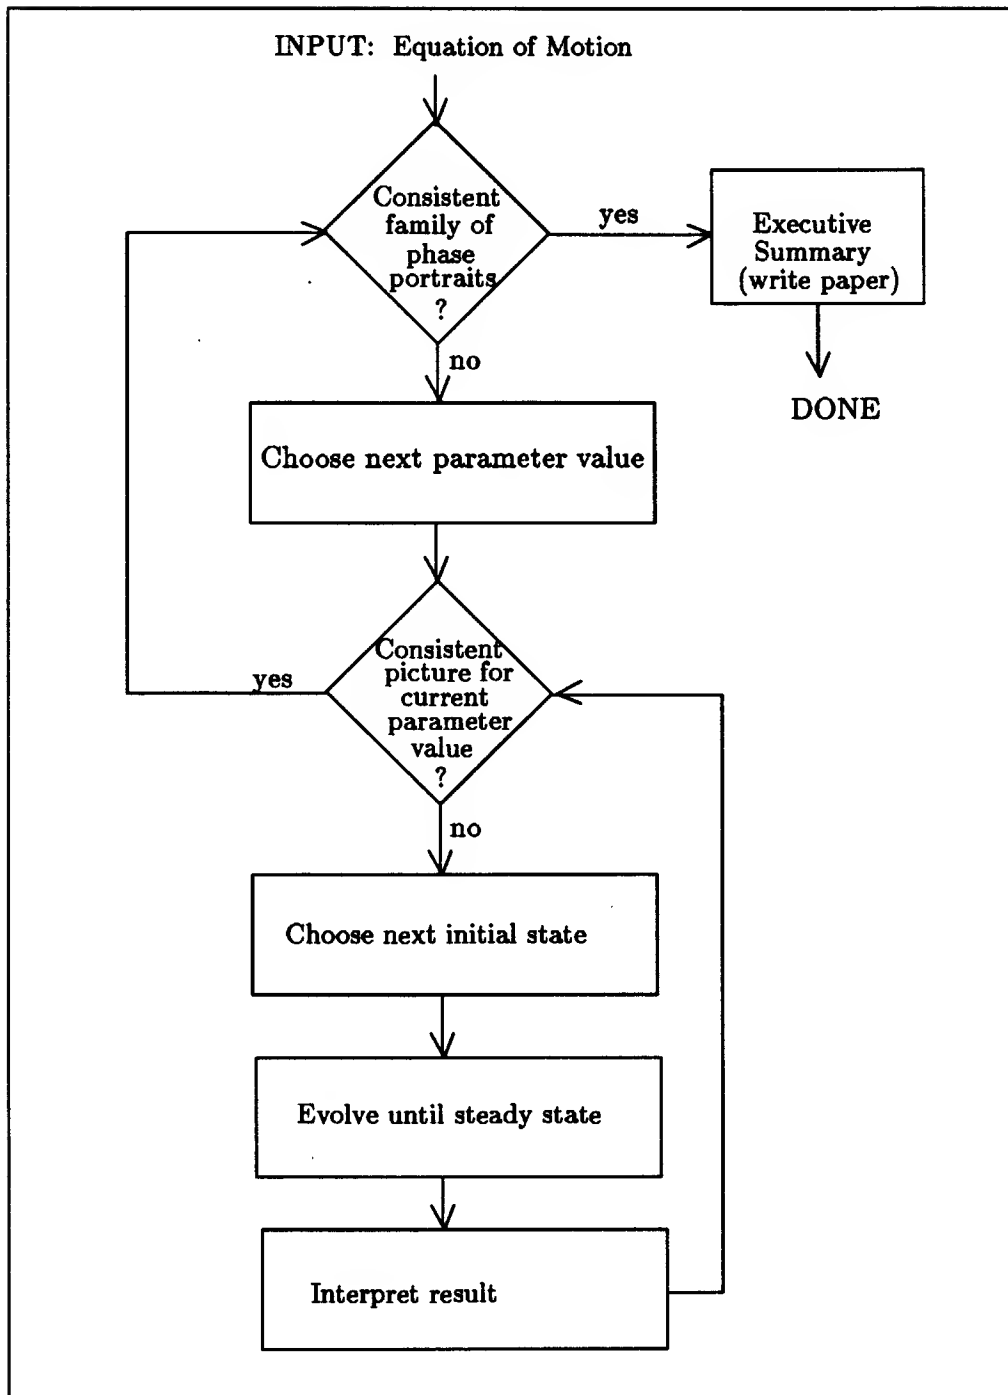 INPUT: Equation of Motion
Consistent
family of
phase
portraits
?
yes
Executive
Summary
(write paper)
DONE
no
Choose next parameter value
Consistent
picture for
current
parameter
value
?
yes
no
Choose next initial state
Evolve until steady state
Interpret result